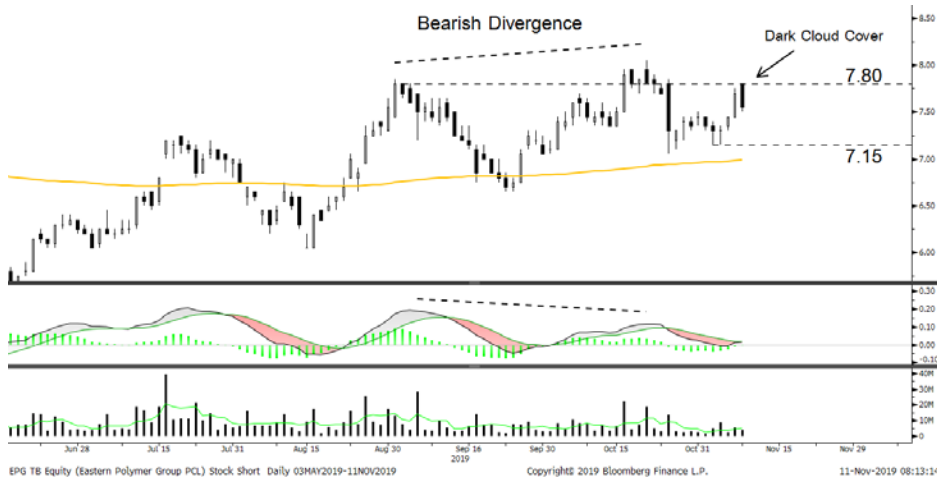 Bearish Divergence
Dark Cloud Cover
7.80
7.15
8.50
8.00
7.50
7.00
6.50
6.00
0.30
0.20
0.10
0.00
-0.10
40M
30M
20M
10M
0
Jun 28 Jul 15 Jul 31 Aug 15 Aug 30 Sep 16 Sep 30 Oct 15 Oct 31 Nov 15 Nov 29
2019
EPG TB Equity (Eastern Polymer Group PCL) Stock Short Daily 03MAY2019-11NOV2019 Copyright© 2019 Bloomberg Finance L.P. 11-Nov-2019 08:13:14